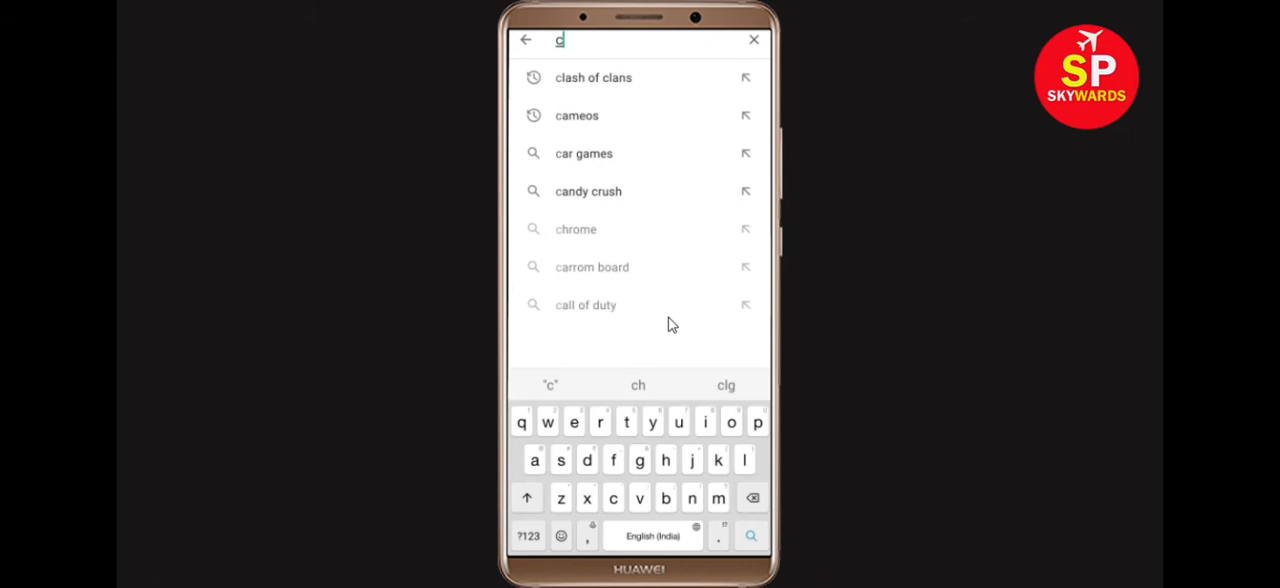 c
clash of clans
cameos
car games
candy crush
chrome
carrom board
call of duty
"c" ch clg
q w e r t y u i o p
a s d f g h j k l
z x c v b n m
?123 , English (India) .
HUAWEI
SP
SKYWARDS